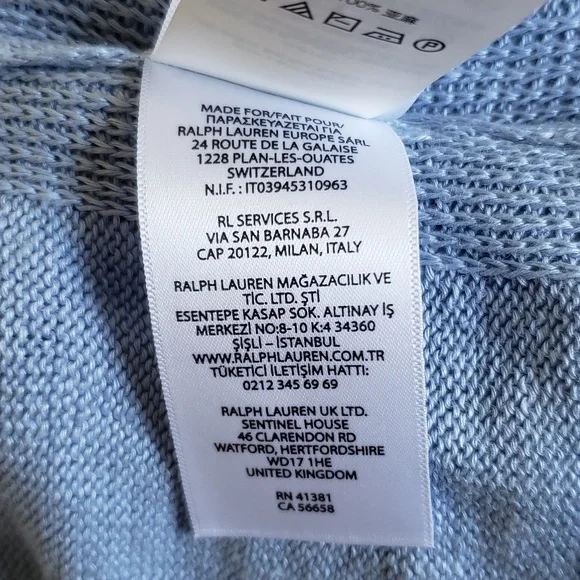 100% 亚麻
MADE FOR/FAIT POUR/
ΠΑΡΑΣΚΕΥΑΖΕΤΑΙ ΓΙΑ
RALPH LAUREN EUROPE SÁRL
24 ROUTE DE LA GALAISE
1228 PLAN-LES-OUATES
SWITZERLAND
N.I.F.: IT03945310963
RL SERVICES S.R.L.
VIA SAN BARNABA 27
CAP 20122, MILAN, ITALY
RALPH LAUREN MAĞAZACILIK VE
TİC. LTD. ŞTİ
ESENTEPE KASAP SOK. ALTINAY İŞ
MERKEZİ NO:8-10 K:4 34360
ŞİŞLİ – İSTANBUL
WWW.RALPHLAUREN.COM.TR
TÜKETİCİ İLETİŞİM HATTI:
0212 345 69 69
RALPH LAUREN UK LTD.
SENTINEL HOUSE
46 CLARENDON RD
WATFORD, HERTFORDSHIRE
WD17 1HE
UNITED KINGDOM
RN 41381
CA 56658